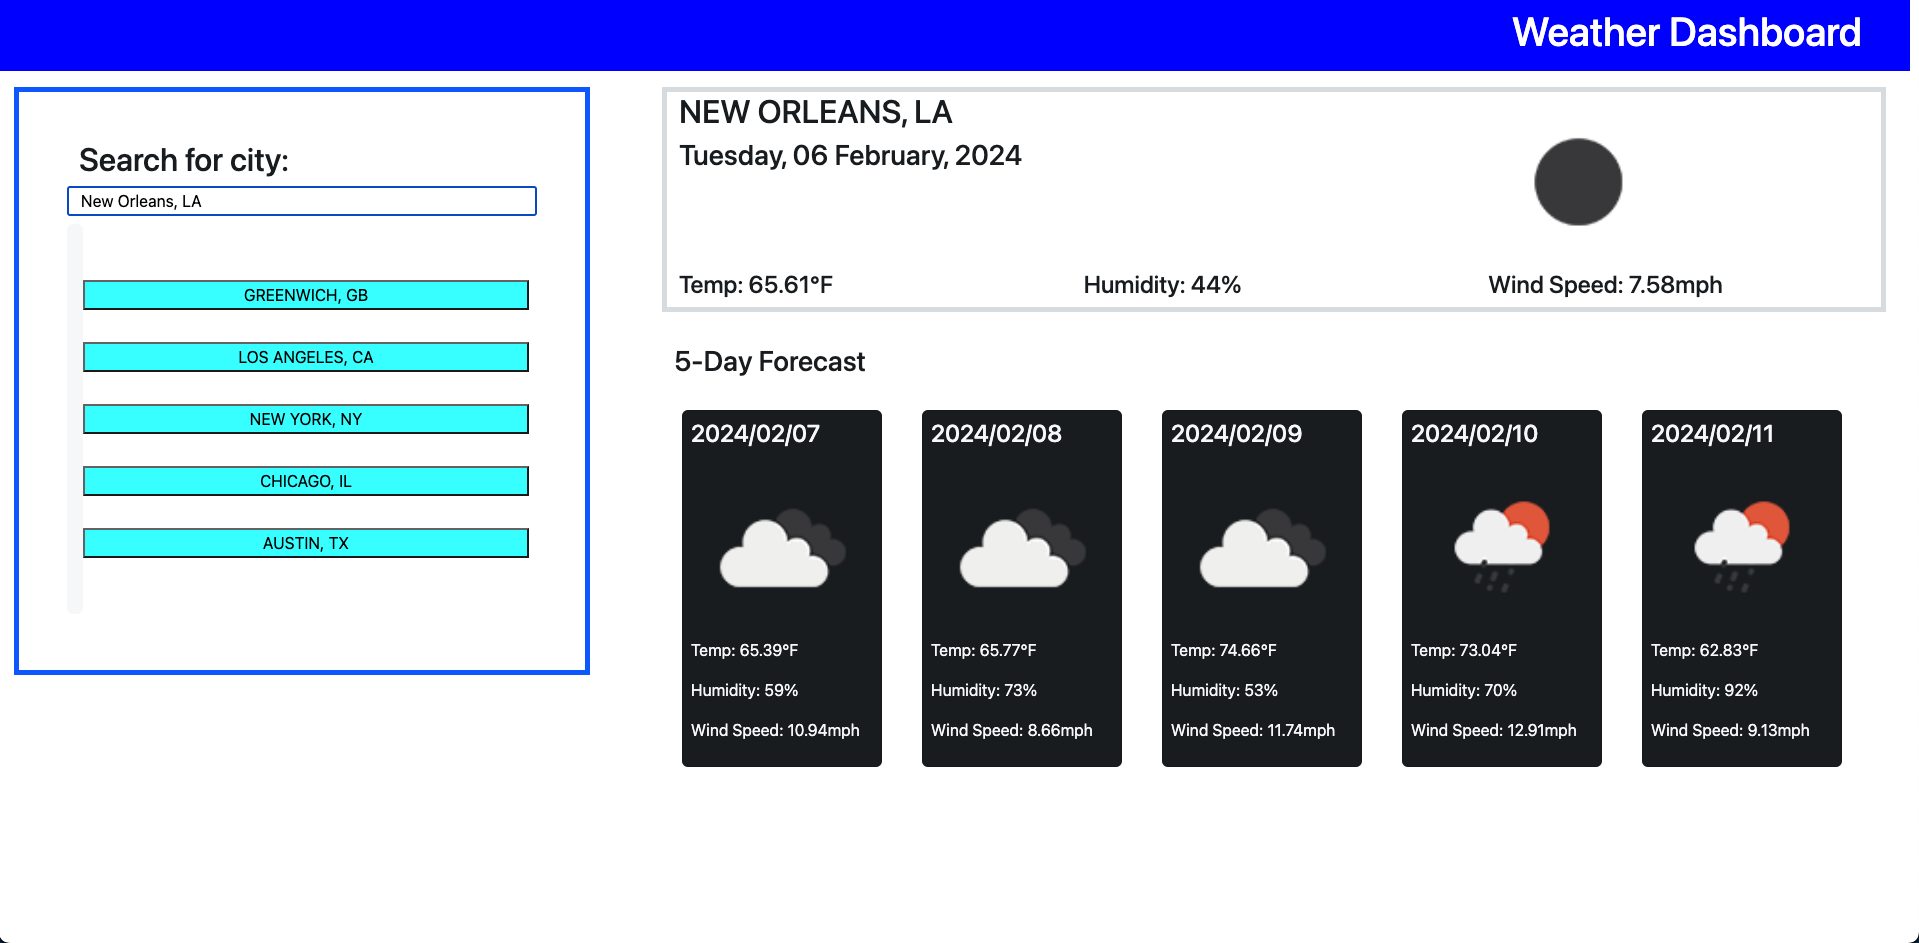 Weather Dashboard
Search for city:
New Orleans, LA
GREENWICH, GB
LOS ANGELES, CA
NEW YORK, NY
CHICAGO, IL
AUSTIN, TX
NEW ORLEANS, LA
Tuesday, 06 February, 2024
Temp: 65.61°F
Humidity: 44%
Wind Speed: 7.58mph
5-Day Forecast
2024/02/07
Temp: 65.39°F
Humidity: 59%
Wind Speed: 10.94mph
2024/02/08
Temp: 65.77°F
Humidity: 73%
Wind Speed: 8.66mph
2024/02/09
Temp: 74.66°F
Humidity: 53%
Wind Speed: 11.74mph
2024/02/10
Temp: 73.04°F
Humidity: 70%
Wind Speed: 12.91mph
2024/02/11
Temp: 62.83°F
Humidity: 92%
Wind Speed: 9.13mph